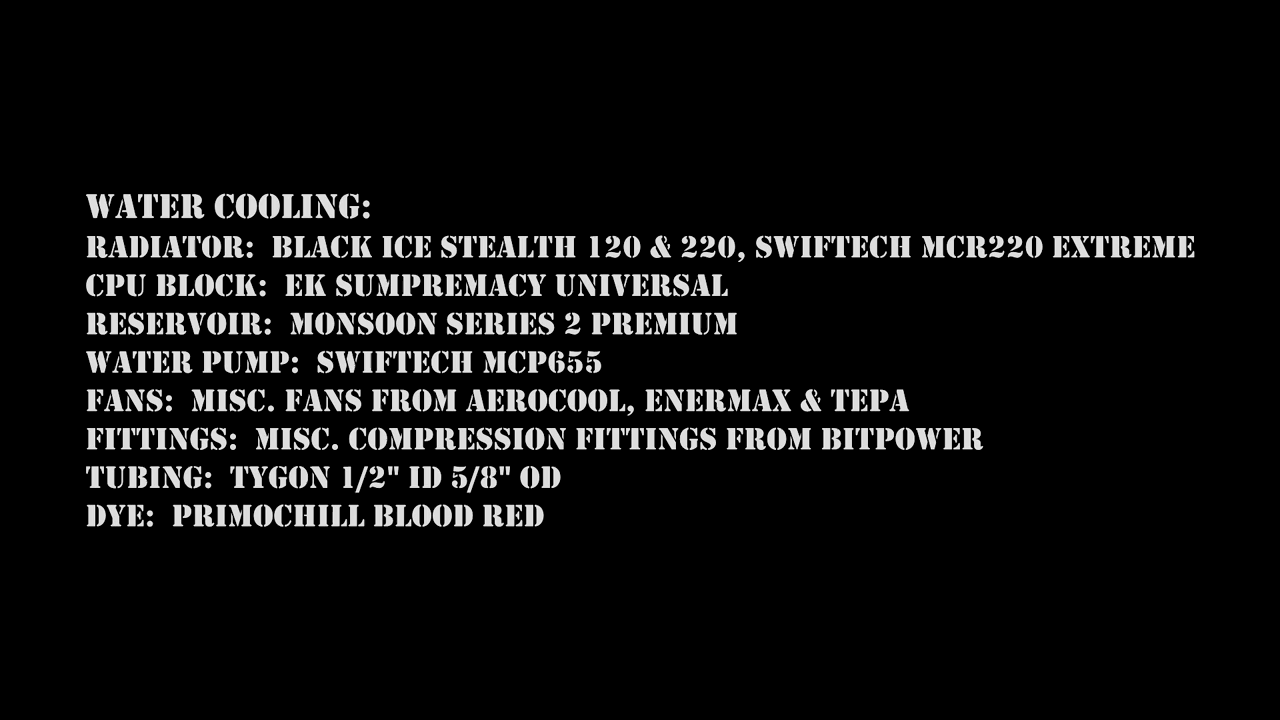 WATER COOLING:
RADIATOR:  BLACK ICE STEALTH 120 & 220, SWIFTECH MCR220 EXTREME
CPU BLOCK:  EK SUMPREMACY UNIVERSAL
RESERVOIR:  MONSOON SERIES 2 PREMIUM
WATER PUMP:  SWIFTECH MCP655
FANS:  MISC. FANS FROM AEROCOOL, ENERMAX & TEPA
FITTINGS:  MISC. COMPRESSION FITTINGS FROM BITPOWER
TUBING:  TYGON 1/2" ID 5/8" OD
DYE:  PRIMOCHILL BLOOD RED